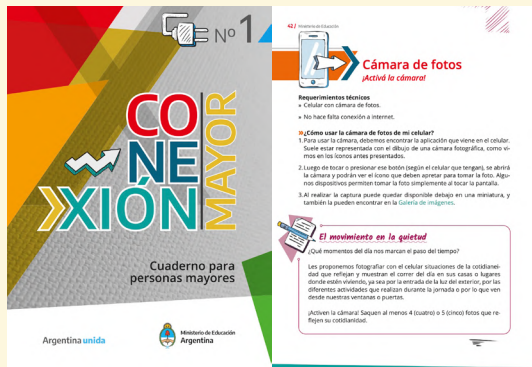 Nº 1
CO
NE
XIÓN
MAYOR
Cuaderno para
personas mayores
Argentina unida
Ministerio de Educación
Argentina
42 / Ministerio de Educación
Cámara de fotos
¡Activá la cámara!
Requerimientos técnicos
» Celular con cámara de fotos.
» No hace falta conexión a internet.
¿Cómo usar la cámara de fotos de mi celular?
1. Para usar la cámara, debemos encontrar la aplicación que viene en el celular.
Suele estar representada con el dibujo de una cámara fotográfica, como vi-
mos en los íconos antes presentados.
2. Luego de tocar o presionar ese botón (según el celular que tengan), se abrirá
la cámara y podrán ver el ícono que deben apretar para tomar la foto. Algu-
nos dispositivos permiten tomar la foto simplemente al tocar la pantalla.
3. Al realizar la captura puede quedar disponible debajo en una miniatura, y
también la pueden encontrar en la Galería de imágenes.
El movimiento en la quietud
¿Qué momentos del día nos marcan el paso del tiempo?
Les proponemos fotografiar con el celular situaciones de la cotidianei-
dad que reflejan y muestran el correr del día en sus casas o lugares
donde estén viviendo, ya sea por la entrada de la luz del exterior, por las
diferentes actividades que realizan durante la jornada o por lo que ven
desde nuestras ventanas o puertas.
¡Activen la cámara! Saquen al menos 4 (cuatro) o 5 (cinco) fotos que re-
flejen su cotidianidad.